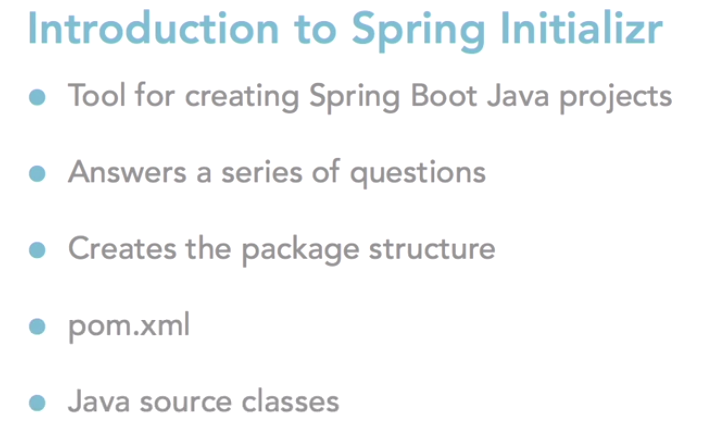 Introduction to Spring Initializr
• Tool for creating Spring Boot Java projects
• Answers a series of questions
• Creates the package structure
• pom.xml
• Java source classes